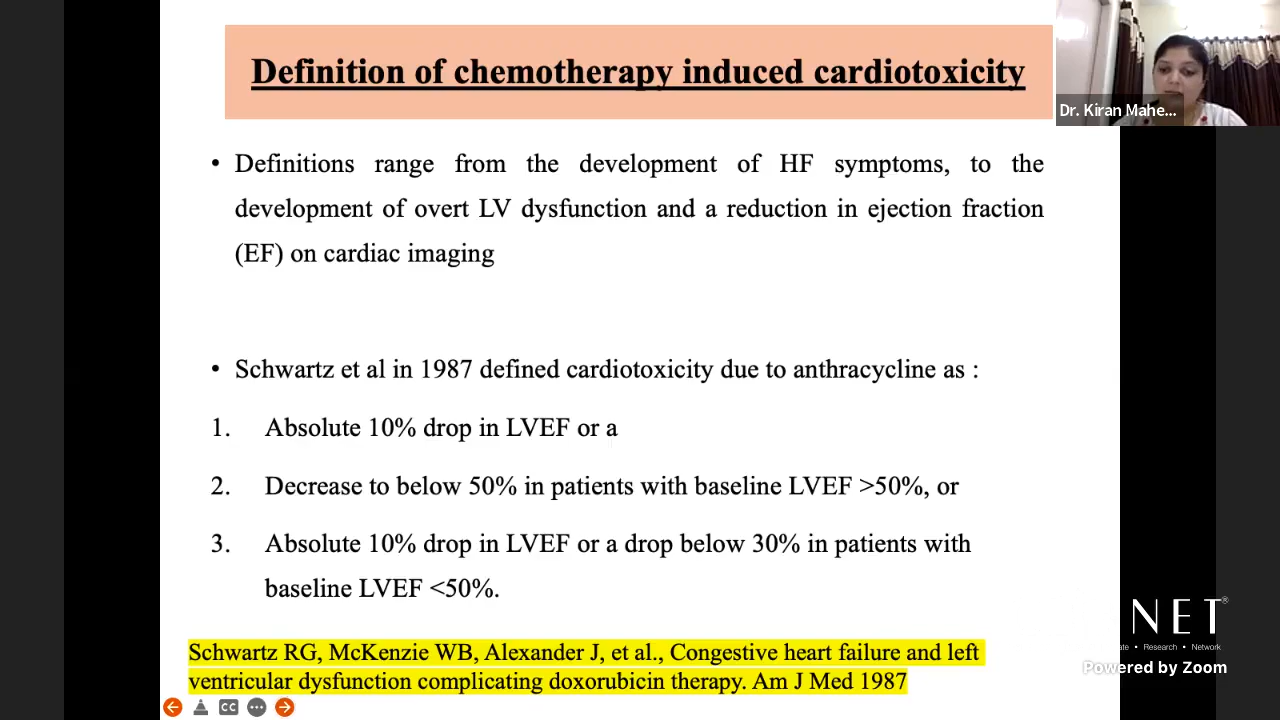 Definition of chemotherapy induced cardiotoxicity
Dr. Kiran Mahe...
• Definitions range from the development of HF symptoms, to the
development of overt LV dysfunction and a reduction in ejection fraction
(EF) on cardiac imaging
• Schwartz et al in 1987 defined cardiotoxicity due to anthracycline as :
1. Absolute 10% drop in LVEF or a
2. Decrease to below 50% in patients with baseline LVEF >50%, or
3. Absolute 10% drop in LVEF or a drop below 30% in patients with
baseline LVEF <50%.
Schwartz RG, McKenzie WB, Alexander J, et al., Congestive heart failure and left
ventricular dysfunction complicating doxorubicin therapy. Am J Med 1987
CC
NET®
• Research • Network
Powered by Zoom